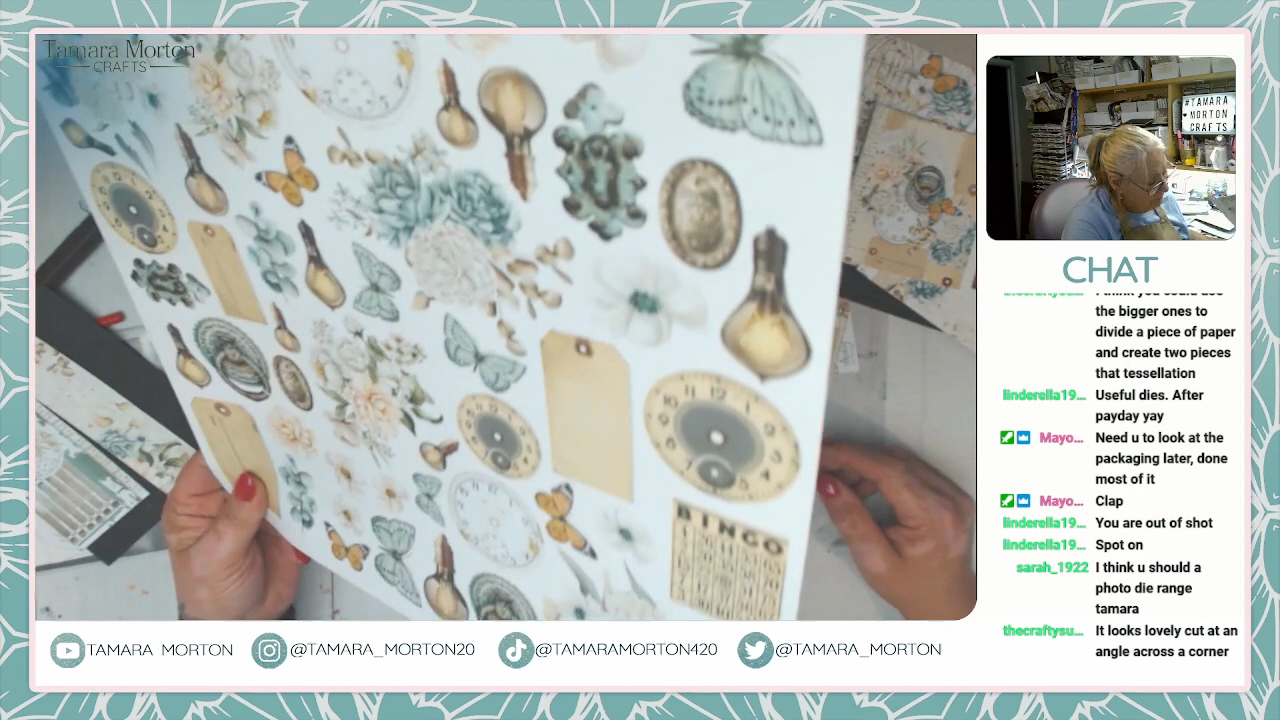 Tamara Morton
CRAFTS
BINGO
#TAMARA
MORTON
CRAFTS
CHAT
the bigger ones to
divide a piece of paper
and create two pieces
that tessellation
linderella19... Useful dies. After
payday yay
Mayo... Need u to look at the
packaging later, done
most of it
Mayo... Clap
linderella19... You are out of shot
linderella19... Spot on
sarah_1922 I think u should a
photo die range
tamara
thecraftysu... It looks lovely cut at an
angle across a corner
TAMARA MORTON
@TAMARA_MORTON20
@TAMARAMORTON420
@TAMARA_MORTON